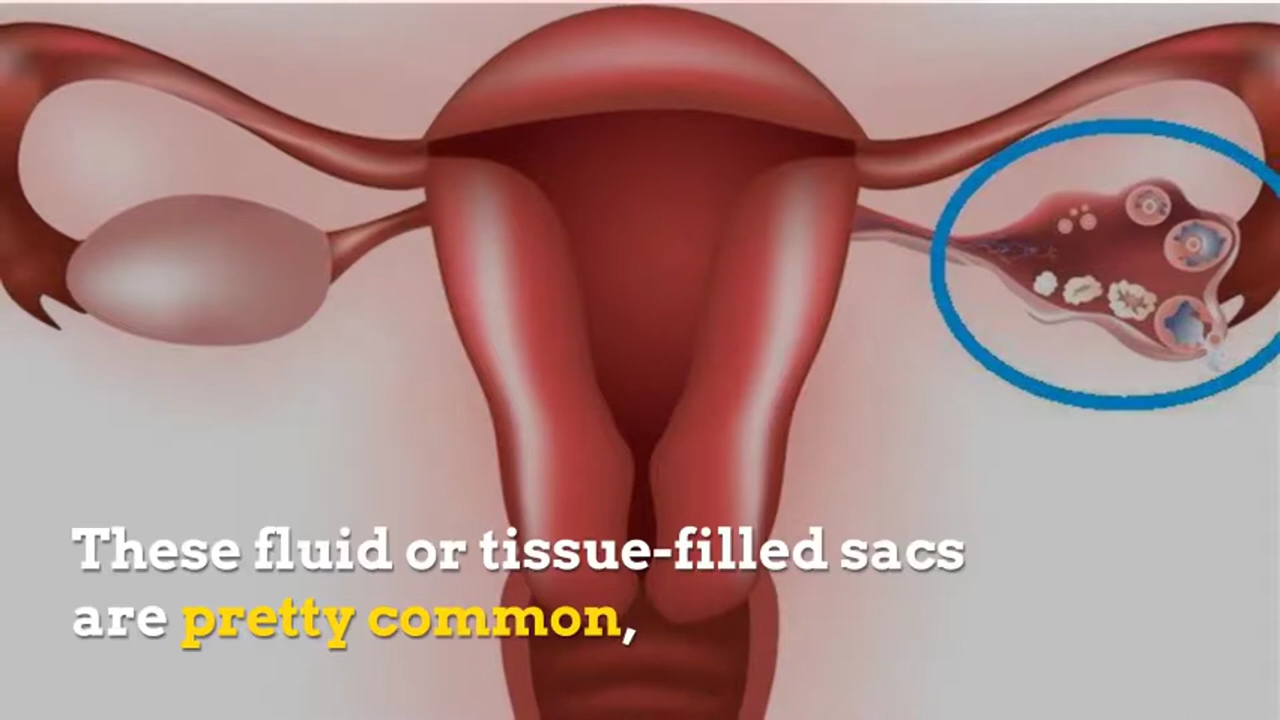 These fluid or tissue-filled sacs
are pretty common,